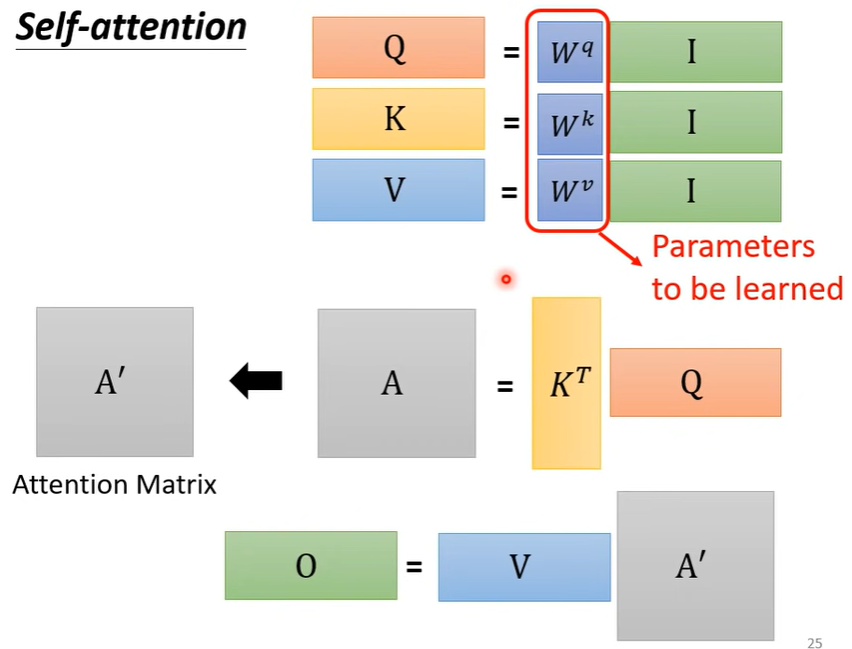 Self-attention
Q = W^q I
K = W^k I
V = W^v I
Parameters
to be learned
A′ A = K^T Q
Attention Matrix
O = V A′
25